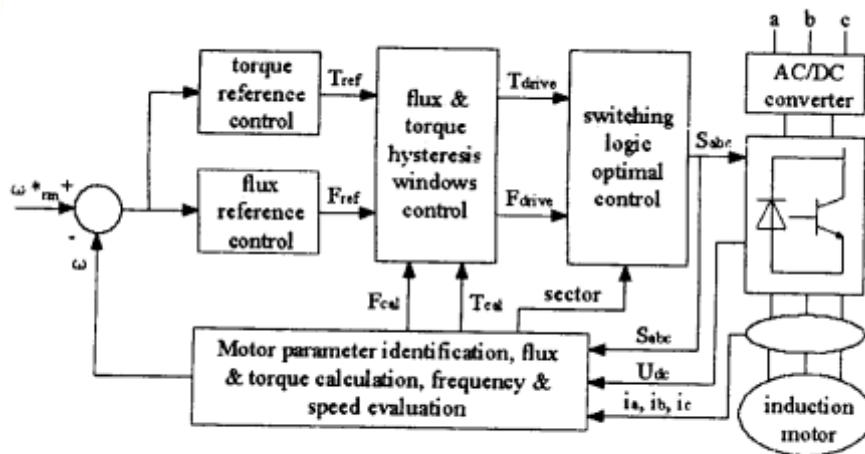 a b c
AC/DC
converter
torque
reference
control
Tref
flux &
torque
hysteresis
windows
control
Tdrive
switching
logic
optimal
control
Sabc
ω*rm +
flux
reference
control
Fref
Fdrive
-
ω
Fcal
Tcal
sector
Motor parameter identification, flux
& torque calculation, frequency &
speed evaluation
Sabc
Udc
ia, ib, ic
induction
motor